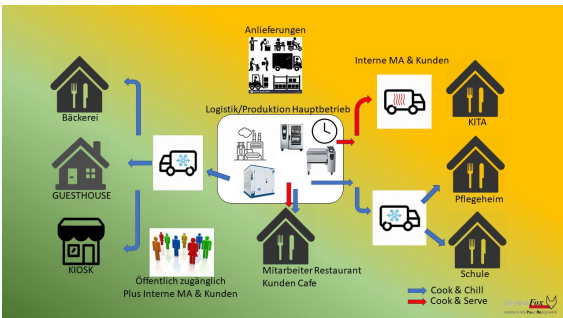 Anlieferungen
Interne MA & Kunden
Bäckerei
Logistik/Produktion Hauptbetrieb
KITA
GUESTHOUSE
Pflegeheim
KIOSK
Öffentlich zugänglich
Plus Interne MA & Kunden
Mitarbeiter Restaurant
Kunden Cafe
Schule
Cook & Chill
Cook & Serve
Fox